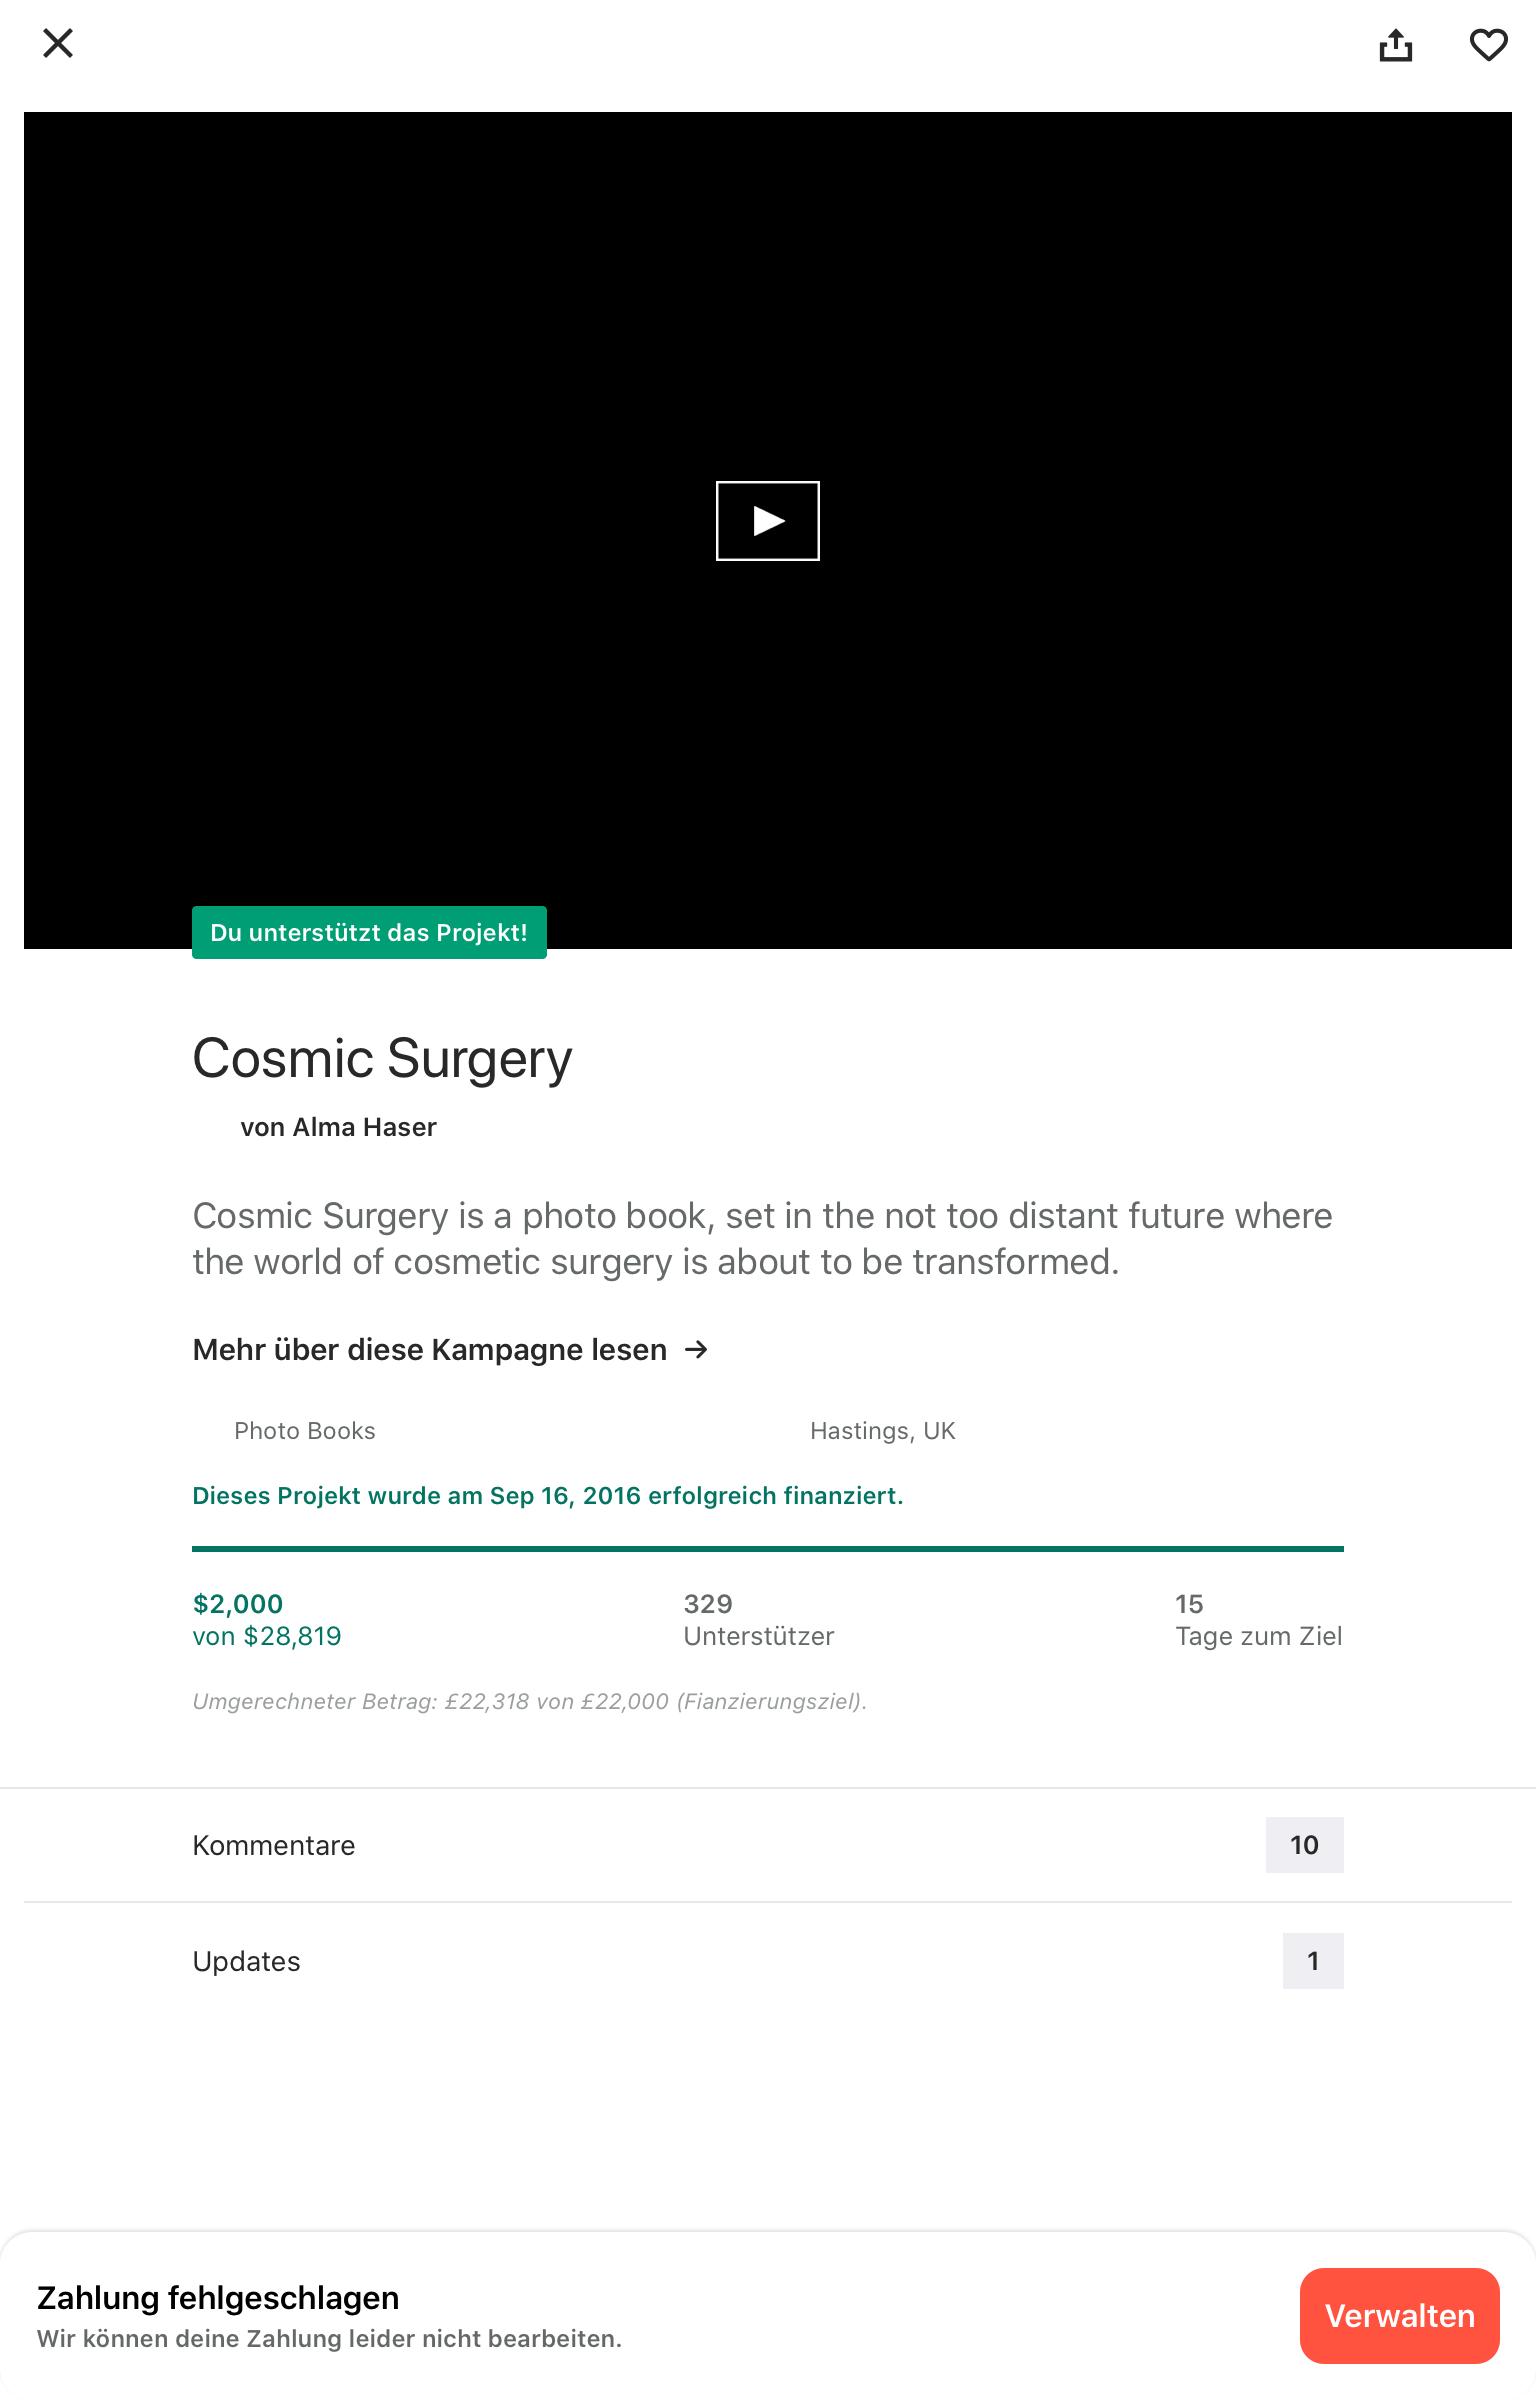 Du unterstützt das Projekt!
Cosmic Surgery
von Alma Haser
Cosmic Surgery is a photo book, set in the not too distant future where
the world of cosmetic surgery is about to be transformed.
Mehr über diese Kampagne lesen →
Photo Books
Hastings, UK
Dieses Projekt wurde am Sep 16, 2016 erfolgreich finanziert.
$2,000
von $28,819
329
Unterstützer
15
Tage zum Ziel
Umgerechneter Betrag: £22,318 von £22,000 (Fianzierungsziel).
Kommentare
10
Updates
1
Zahlung fehlgeschlagen
Wir können deine Zahlung leider nicht bearbeiten.
Verwalten